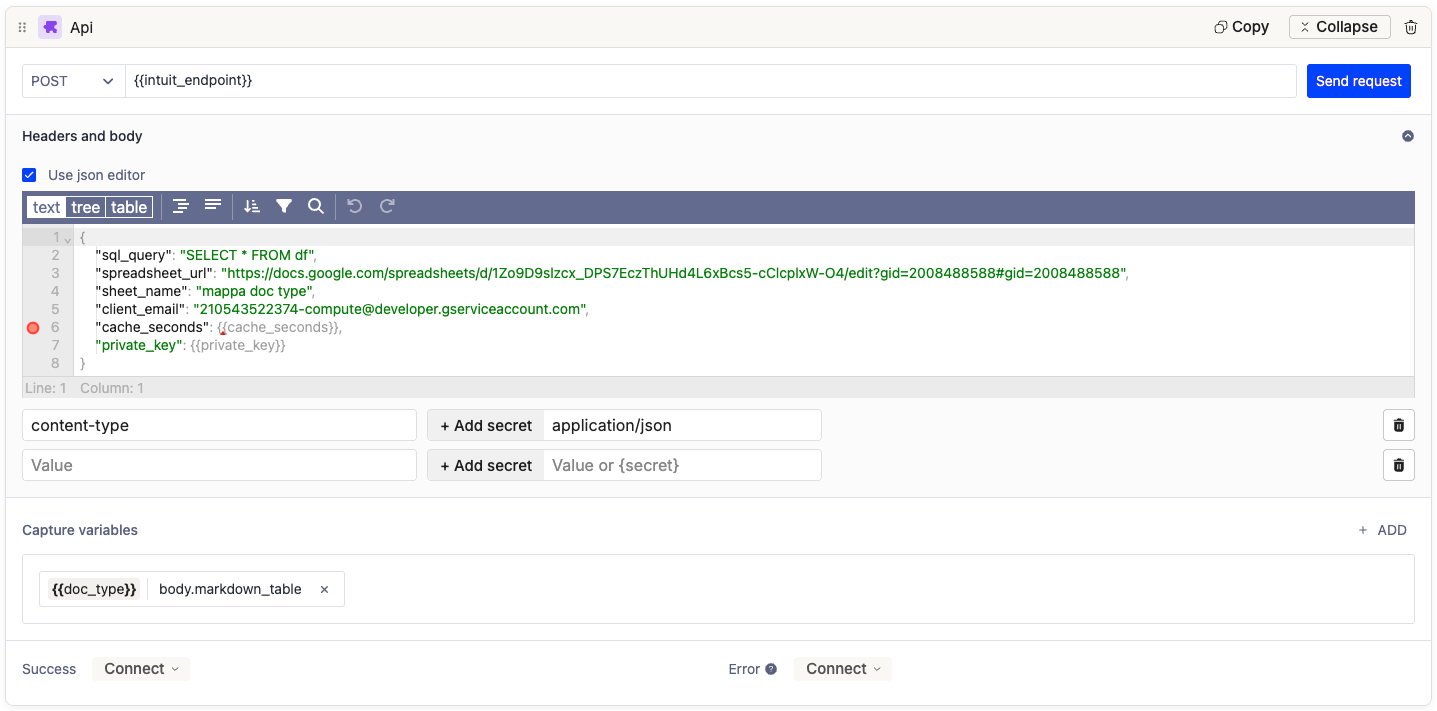 Api
Copy
Collapse
POST
{{intuit_endpoint}}
Send request
Headers and body
Use json editor
text tree table
1 {
2 "sql_query": "SELECT * FROM df",
3 "spreadsheet_url": "https://docs.google.com/spreadsheets/d/1Zo9D9slzcx_DPS7EczThUHd4L6xBcs5-cClcplxW-O4/edit?gid=2008488588#gid=2008488588",
4 "sheet_name": "mappa doc type",
5 "client_email": "210543522374-compute@developer.gserviceaccount.com",
6 "cache_seconds": {{cache_seconds}},
7 "private_key": {{private_key}}
8 }
Line: 1 Column: 1
content-type
+ Add secret
application/json
Value
+ Add secret
Value or {secret}
Capture variables
+ ADD
{{doc_type}}
body.markdown_table ×
Success
Connect
Error ?
Connect